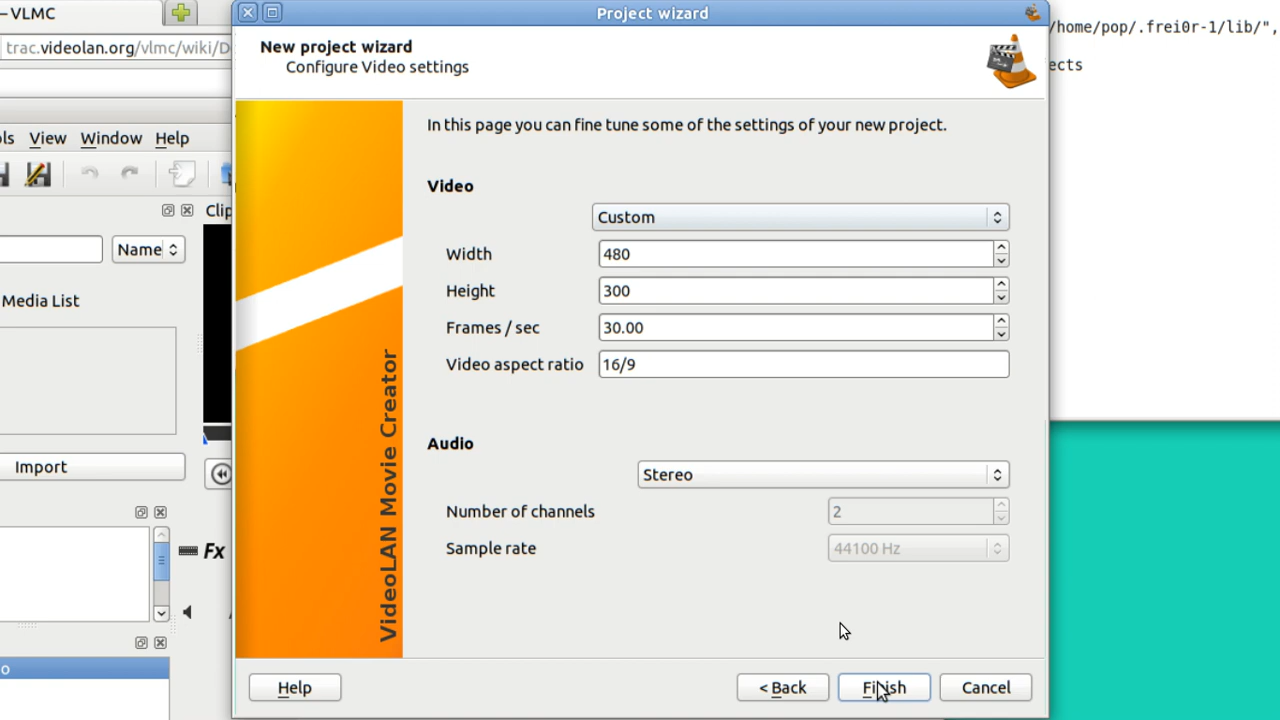 – VLMC
Project wizard
trac.videolan.org/vlmc/wiki/D
/home/pop/.frei0r-1/lib/",
ects
New project wizard
Configure Video settings
ols View Window Help
In this page you can fine tune some of the settings of your new project.
Video
Clip
Custom
Name
Width 480
Height 300
Media List
Frames / sec 30.00
Video aspect ratio 16/9
Audio
Import
Stereo
Number of channels 2
Sample rate 44100 Hz
Fx
VideoLAN Movie Creator
o
Help
< Back
Finish
Cancel